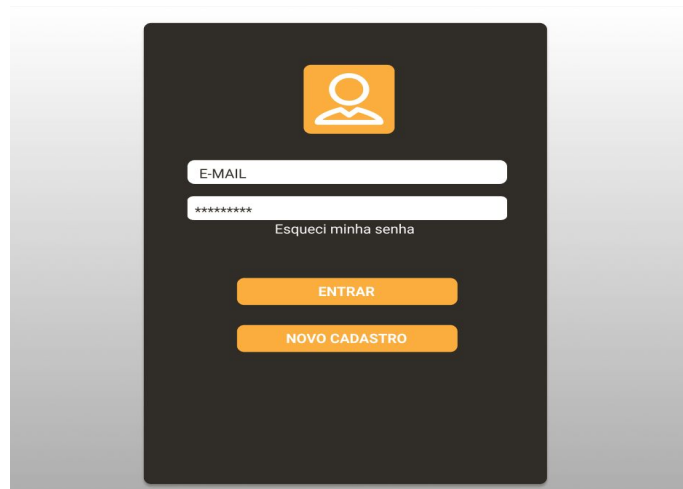 E-MAIL
*********
Esqueci minha senha
ENTRAR
NOVO CADASTRO